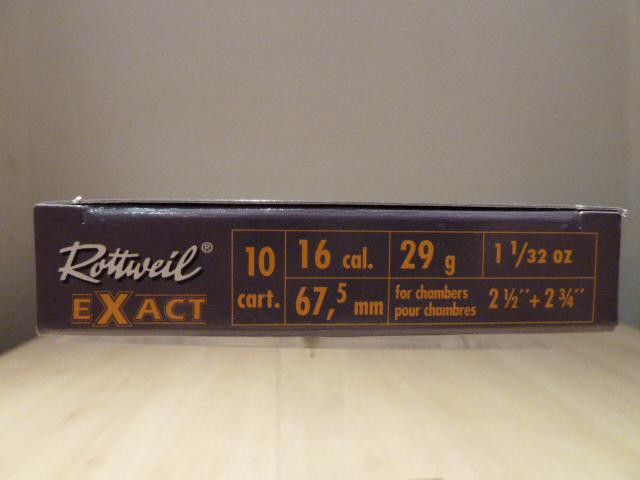 Rottweil®
EXACT
10
cart.
16 cal.
67,5 mm
29 g
1 1/32 oz
for chambers
pour chambres
2 ½″ + 2 ¾″